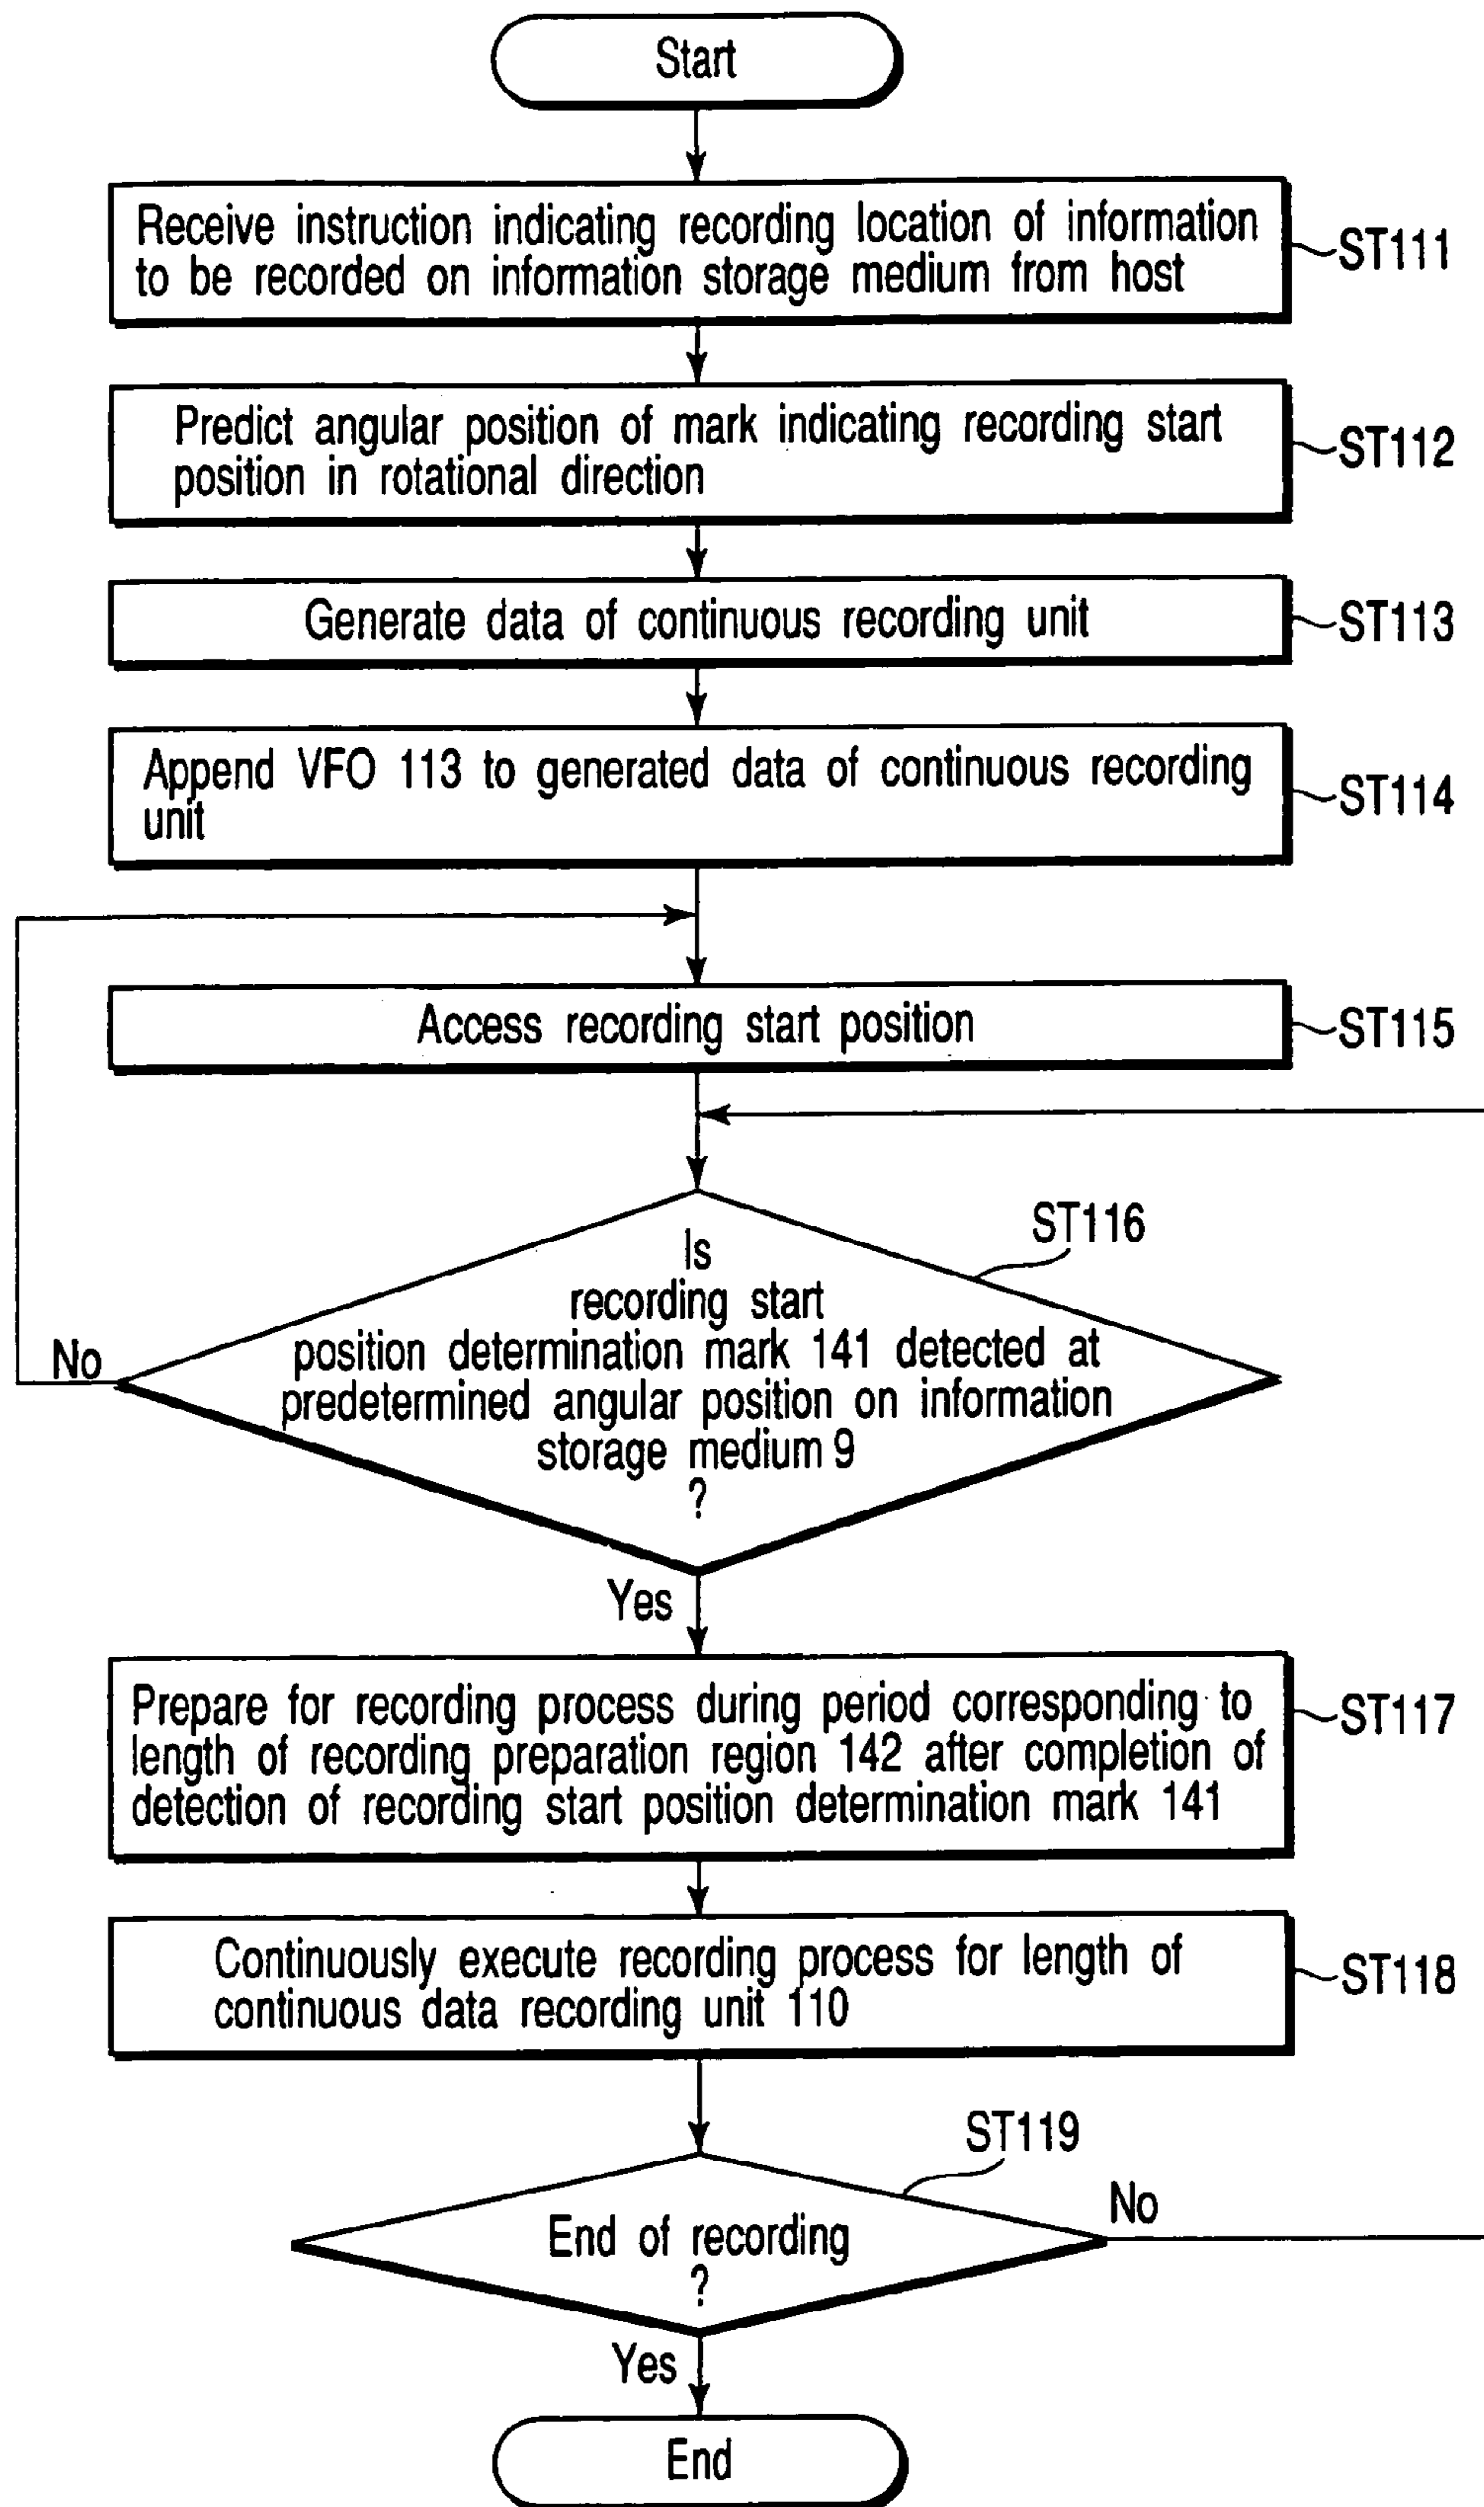 Start
Receive instruction indicating recording location of information
to be recorded on information storage medium from host
ST111
Predict angular position of mark indicating recording start
position in rotational direction
ST112
Generate data of continuous recording unit
ST113
Append VFO 113 to generated data of continuous recording
unit
ST114
Access recording start position
ST115
ST116
Is
recording start
position determination mark 141 detected at
predetermined angular position on information
storage medium 9
?
No
Yes
Prepare for recording process during period corresponding to
length of recording preparation region 142 after completion of
detection of recording start position determination mark 141
ST117
Continuously execute recording process for length of
continuous data recording unit 110
ST118
ST119
End of recording
?
No
Yes
End